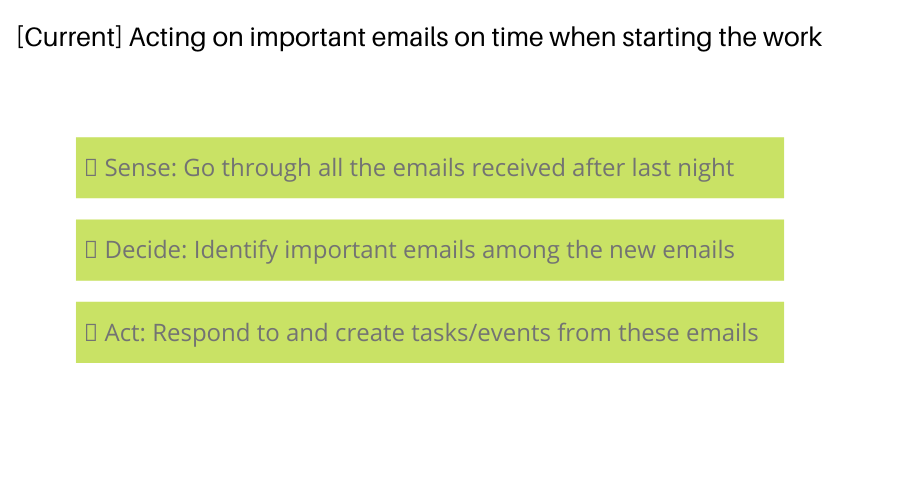 [Current] Acting on important emails on time when starting the work
Sense: Go through all the emails received after last night
Decide: Identify important emails among the new emails
Act: Respond to and create tasks/events from these emails